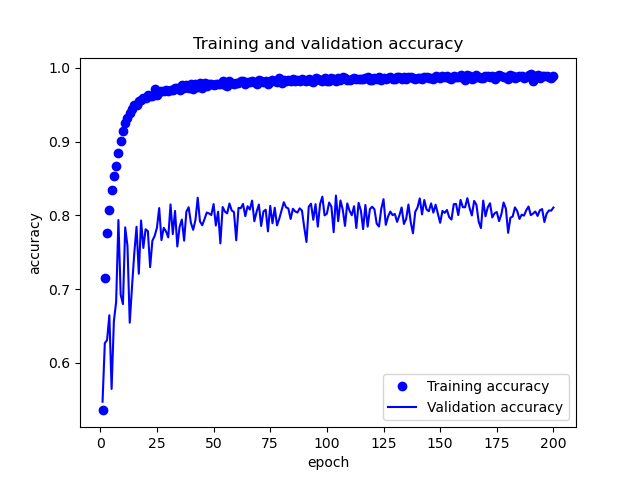 Training and validation accuracy
1.0
0.9
0.8
0.7
0.6
accuracy
0 25 50 75 100 125 150 175 200
epoch
Training accuracy
Validation accuracy